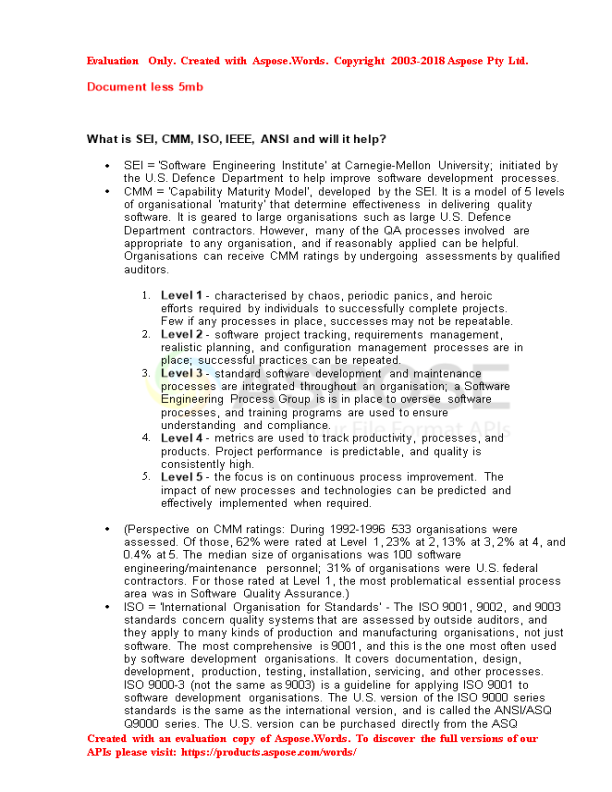 Evaluation Only. Created with Aspose.Words. Copyright 2003-2018 Aspose Pty Ltd.
Document less 5mb
What is SEI, CMM, ISO, IEEE, ANSI and will it help?
• SEI = 'Software Engineering Institute' at Carnegie-Mellon University; initiated by
the U.S. Defence Department to help improve software development processes.
• CMM = 'Capability Maturity Model', developed by the SEI. It is a model of 5 levels
of organisational 'maturity' that determine effectiveness in delivering quality
software. It is geared to large organisations such as large U.S. Defence
Department contractors. However, many of the QA processes involved are
appropriate to any organisation, and if reasonably applied can be helpful.
Organisations can receive CMM ratings by undergoing assessments by qualified
auditors.
1. Level 1 - characterised by chaos, periodic panics, and heroic
efforts required by individuals to successfully complete projects.
Few if any processes in place, successes may not be repeatable.
2. Level 2 - software project tracking, requirements management,
realistic planning, and configuration management processes are in
place; successful practices can be repeated.
3. Level 3 - standard software development and maintenance
processes are integrated throughout an organisation; a Software
Engineering Process Group is is in place to oversee software
processes, and training programs are used to ensure
understanding and compliance.
4. Level 4 - metrics are used to track productivity, processes, and
products. Project performance is predictable, and quality is
consistently high.
5. Level 5 - the focus is on continuous process improvement. The
impact of new processes and technologies can be predicted and
effectively implemented when required.
• (Perspective on CMM ratings: During 1992-1996 533 organisations were
assessed. Of those, 62% were rated at Level 1, 23% at 2, 13% at 3, 2% at 4, and
0.4% at 5. The median size of organisations was 100 software
engineering/maintenance personnel; 31% of organisations were U.S. federal
contractors. For those rated at Level 1, the most problematical essential process
area was in Software Quality Assurance.)
• ISO = 'International Organisation for Standards' - The ISO 9001, 9002, and 9003
standards concern quality systems that are assessed by outside auditors, and
they apply to many kinds of production and manufacturing organisations, not just
software. The most comprehensive is 9001, and this is the one most often used
by software development organisations. It covers documentation, design,
development, production, testing, installation, servicing, and other processes.
ISO 9000-3 (not the same as 9003) is a guideline for applying ISO 9001 to
software development organisations. The U.S. version of the ISO 9000 series
standards is the same as the international version, and is called the ANSI/ASQ
Q9000 series. The U.S. version can be purchased directly from the ASQ
Created with an evaluation copy of Aspose.Words. To discover the full versions of our
APIs please visit: https://products.aspose.com/words/
ASPOSE
Your File Format APIs